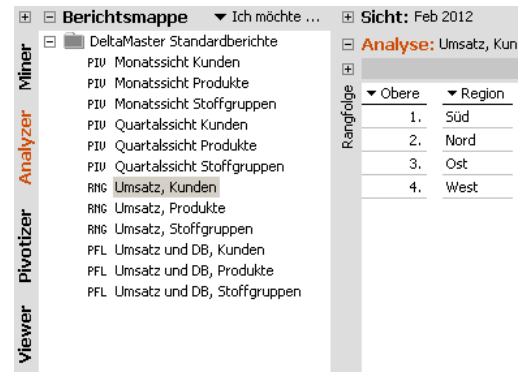 Berichtsmappe Ich möchte ...
DeltaMaster Standardberichte
PIV Monatssicht Kunden
PIV Monatssicht Produkte
PIV Monatssicht Stoffgruppen
PIV Quartalssicht Kunden
PIV Quartalssicht Produkte
PIV Quartalssicht Stoffgruppen
RNG Umsatz, Kunden
RNG Umsatz, Produkte
RNG Umsatz, Stoffgruppen
PFL Umsatz und DB, Kunden
PFL Umsatz und DB, Produkte
PFL Umsatz und DB, Stoffgruppen
Miner
Analyzer
Pivotizer
Viewer
Sicht: Feb 2012
Analyse: Umsatz, Kun
Rangfolge
Obere Region
1. Süd
2. Nord
3. Ost
4. West